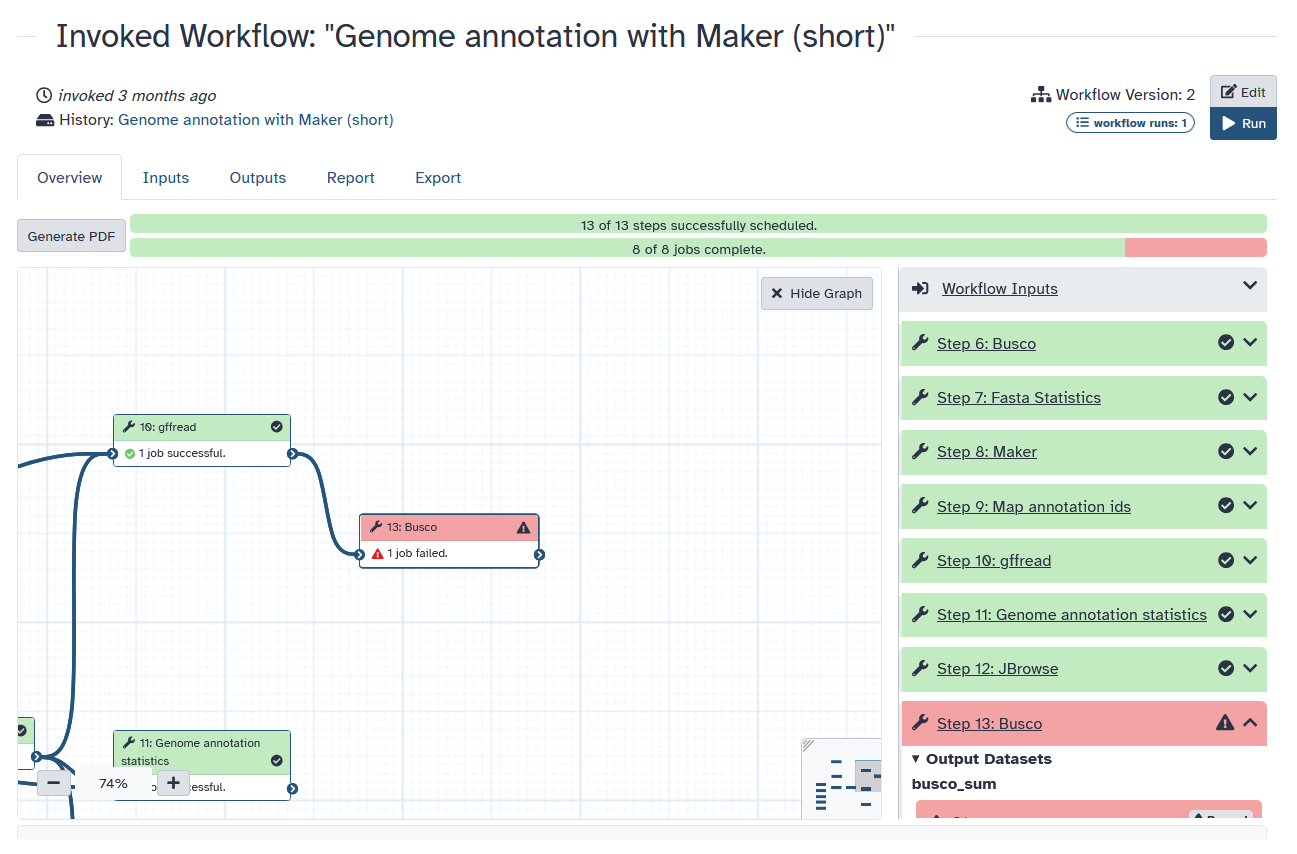 Invoked Workflow: "Genome annotation with Maker (short)"
invoked 3 months ago
History: Genome annotation with Maker (short)
Workflow Version: 2
workflow runs: 1
Edit
Run
Overview
Inputs
Outputs
Report
Export
Generate PDF
13 of 13 steps successfully scheduled.
8 of 8 jobs complete.
Hide Graph
10: gffread
1 job successful.
13: Busco
1 job failed.
11: Genome annotation
statistics
74%
Workflow Inputs
Step 6: Busco
Step 7: Fasta Statistics
Step 8: Maker
Step 9: Map annotation ids
Step 10: gffread
Step 11: Genome annotation statistics
Step 12: JBrowse
Step 13: Busco
Output Datasets
busco_sum